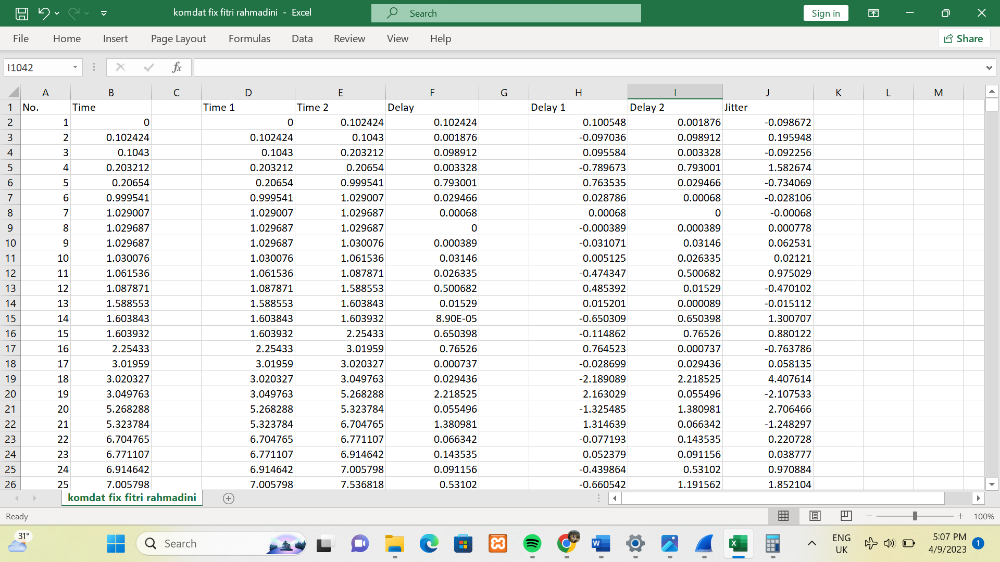 komdat fix fitri rahmadini - Excel
Search
Sign in
File Home Insert Page Layout Formulas Data Review View Help
Share
I1042
fx
A B C D E F G H I J K L M
1 No. Time Time 1 Time 2 Delay Delay 1 Delay 2 Jitter
2 1 0 0 0.102424 0.102424 0.100548 0.001876 -0.098672
3 2 0.102424 0.102424 0.1043 0.001876 -0.097036 0.098912 0.195948
4 3 0.1043 0.1043 0.203212 0.098912 0.095584 0.003328 -0.092256
5 4 0.203212 0.203212 0.20654 0.003328 -0.789673 0.793001 1.582674
6 5 0.20654 0.20654 0.999541 0.793001 0.763535 0.029466 -0.734069
7 6 0.999541 0.999541 1.029007 0.029466 0.028786 0.00068 -0.028106
8 7 1.029007 1.029007 1.029687 0.00068 0.00068 0 -0.00068
9 8 1.029687 1.029687 1.029687 0 -0.000389 0.000389 0.000778
10 9 1.029687 1.029687 1.030076 0.000389 -0.031071 0.03146 0.062531
11 10 1.030076 1.030076 1.061536 0.03146 0.005125 0.026335 0.02121
12 11 1.061536 1.061536 1.087871 0.026335 -0.474347 0.500682 0.975029
13 12 1.087871 1.087871 1.588553 0.500682 0.485392 0.01529 -0.470102
14 13 1.588553 1.588553 1.603843 0.01529 0.015201 0.000089 -0.015112
15 14 1.603843 1.603843 1.603932 8.90E-05 -0.650309 0.650398 1.300707
16 15 1.603932 1.603932 2.25433 0.650398 -0.114862 0.76526 0.880122
17 16 2.25433 2.25433 3.01959 0.76526 0.764523 0.000737 -0.763786
18 17 3.01959 3.01959 3.020327 0.000737 -0.028699 0.029436 0.058135
19 18 3.020327 3.020327 3.049763 0.029436 -2.189089 2.218525 4.407614
20 19 3.049763 3.049763 5.268288 2.218525 2.163029 0.055496 -2.107533
21 20 5.268288 5.268288 5.323784 0.055496 -1.325485 1.380981 2.706466
22 21 5.323784 5.323784 6.704765 1.380981 1.314639 0.066342 -1.248297
23 22 6.704765 6.704765 6.771107 0.066342 -0.077193 0.143535 0.220728
24 23 6.771107 6.771107 6.914642 0.143535 0.052379 0.091156 0.038777
25 24 6.914642 6.914642 7.005798 0.091156 -0.439864 0.53102 0.970884
26 25 7.005798 7.005798 7.536818 0.53102 -0.660542 1.191562 1.852104
komdat fix fitri rahmadini
Ready
100%
31°
Search
ENG
UK
5:07 PM
4/9/2023
1